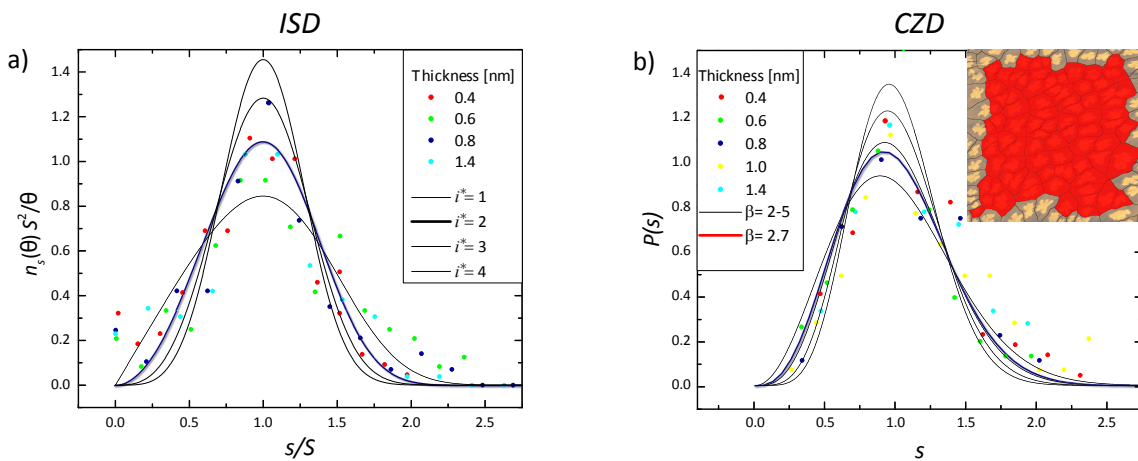 ISD
CZD
a)
1.4
1.2
1.0
0.8
0.6
0.4
0.2
0.0
n_s(θ) s²/θ
0.0
0.5
1.0
1.5
2.0
2.5
s/S
Thickness [nm]
0.4
0.6
0.8
1.4
i*= 1
i*= 2
i*= 3
i*= 4
b)
1.4
1.2
1.0
0.8
0.6
0.4
0.2
0.0
P(s)
0.0
0.5
1.0
1.5
2.0
2.5
s
Thickness [nm]
0.4
0.6
0.8
1.0
1.4
β= 2-5
β= 2.7